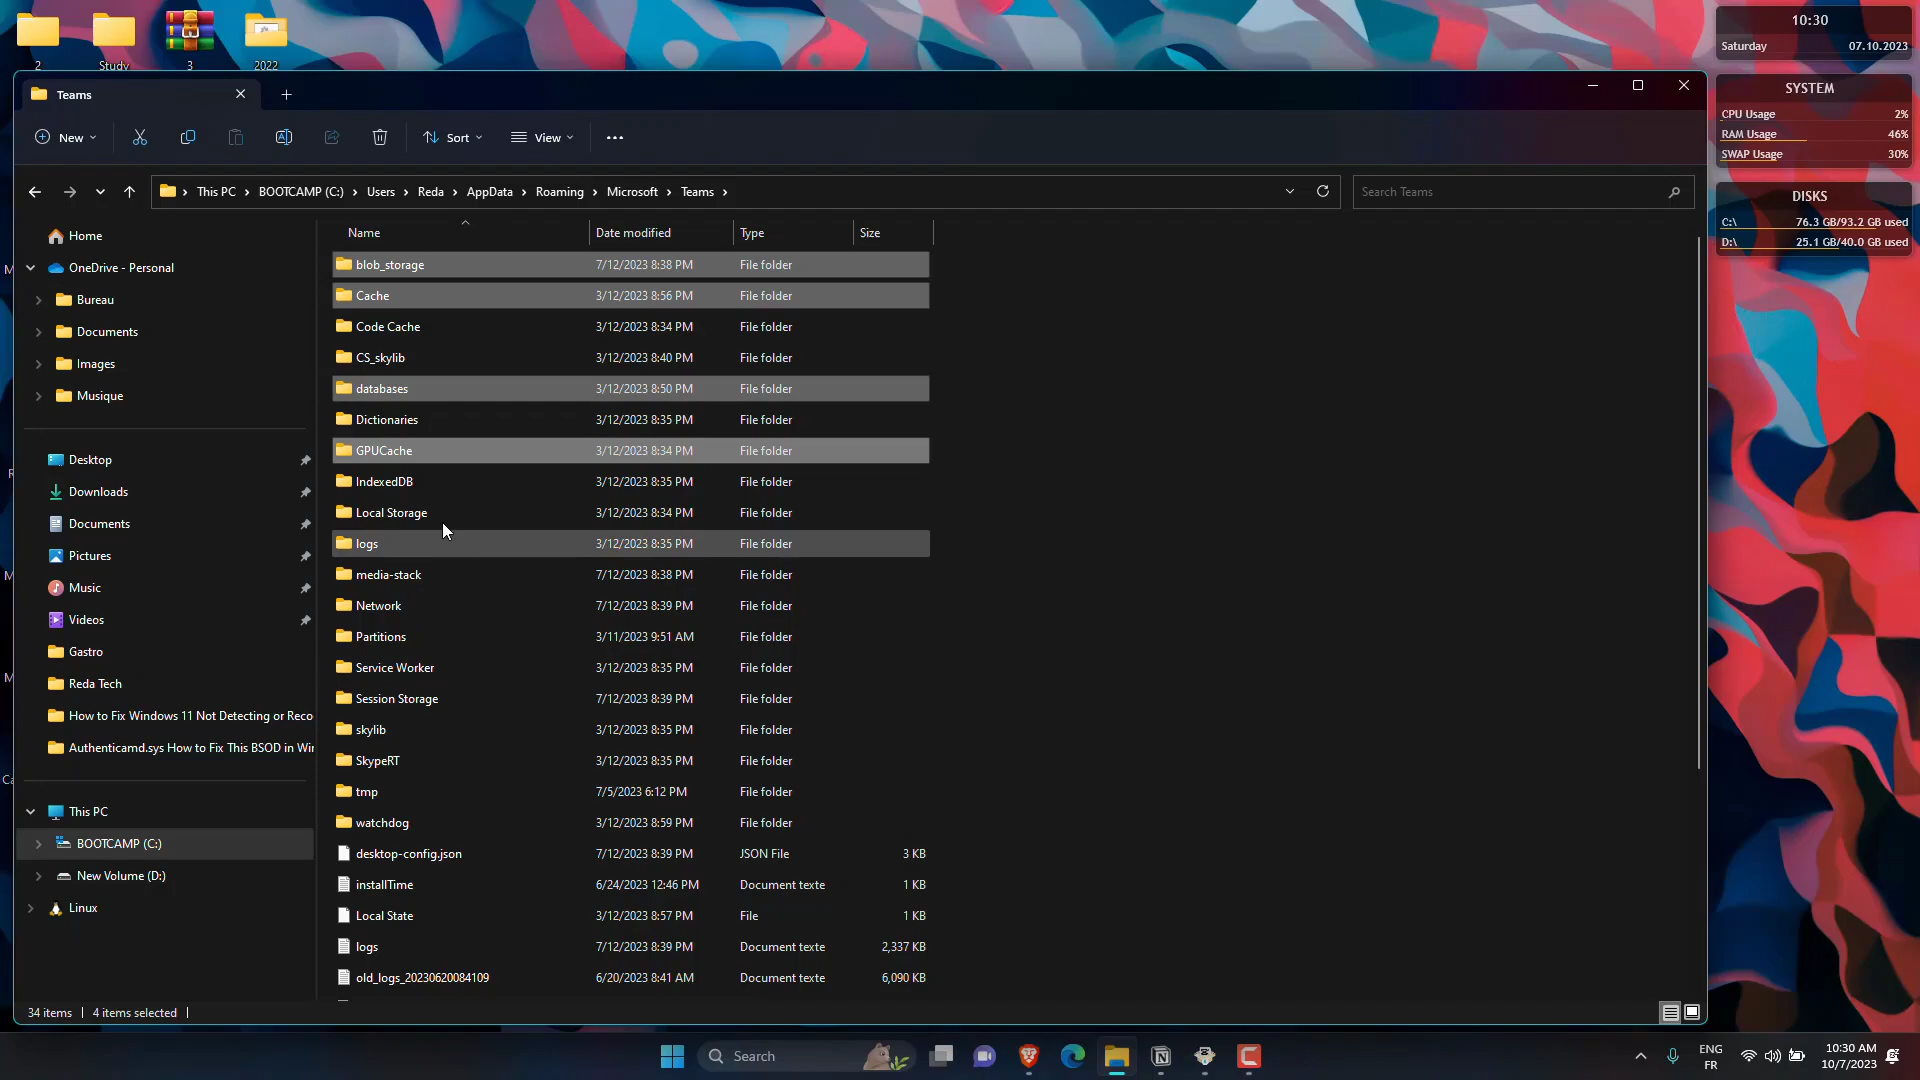 2
Study
3
2022
10:30
Saturday 07.10.2023
SYSTEM
CPU Usage 2%
RAM Usage 46%
SWAP Usage 30%
DISKS
C:\ 76.3 GB/93.2 GB used
D:\ 25.1 GB/40.0 GB used
Teams
New
Sort
View
This PC > BOOTCAMP (C:) > Users > Reda > AppData > Roaming > Microsoft > Teams >
Search Teams
Home
OneDrive - Personal
Bureau
Documents
Images
Musique
Desktop
Downloads
Documents
Pictures
Music
Videos
Gastro
Reda Tech
How to Fix Windows 11 Not Detecting or Reco
Authenticamd.sys How to Fix This BSOD in Wi
This PC
BOOTCAMP (C:)
New Volume (D:)
Linux
Name Date modified Type Size
blob_storage 7/12/2023 8:38 PM File folder
Cache 3/12/2023 8:56 PM File folder
Code Cache 3/12/2023 8:34 PM File folder
CS_skylib 3/12/2023 8:40 PM File folder
databases 3/12/2023 8:50 PM File folder
Dictionaries 3/12/2023 8:35 PM File folder
GPUCache 3/12/2023 8:34 PM File folder
IndexedDB 3/12/2023 8:35 PM File folder
Local Storage 3/12/2023 8:34 PM File folder
logs 3/12/2023 8:35 PM File folder
media-stack 7/12/2023 8:38 PM File folder
Network 7/12/2023 8:39 PM File folder
Partitions 3/11/2023 9:51 AM File folder
Service Worker 3/12/2023 8:35 PM File folder
Session Storage 7/12/2023 8:39 PM File folder
skylib 3/12/2023 8:35 PM File folder
SkypeRT 3/12/2023 8:35 PM File folder
tmp 7/5/2023 6:12 PM File folder
watchdog 3/12/2023 8:59 PM File folder
desktop-config.json 7/12/2023 8:39 PM JSON File 3 KB
installTime 6/24/2023 12:46 PM Document texte 1 KB
Local State 3/12/2023 8:57 PM File 1 KB
logs 7/12/2023 8:39 PM Document texte 2,337 KB
old_logs_20230620084109 6/20/2023 8:41 AM Document texte 6,090 KB
34 items 4 items selected
Search
ENG
FR
10:30 AM
10/7/2023